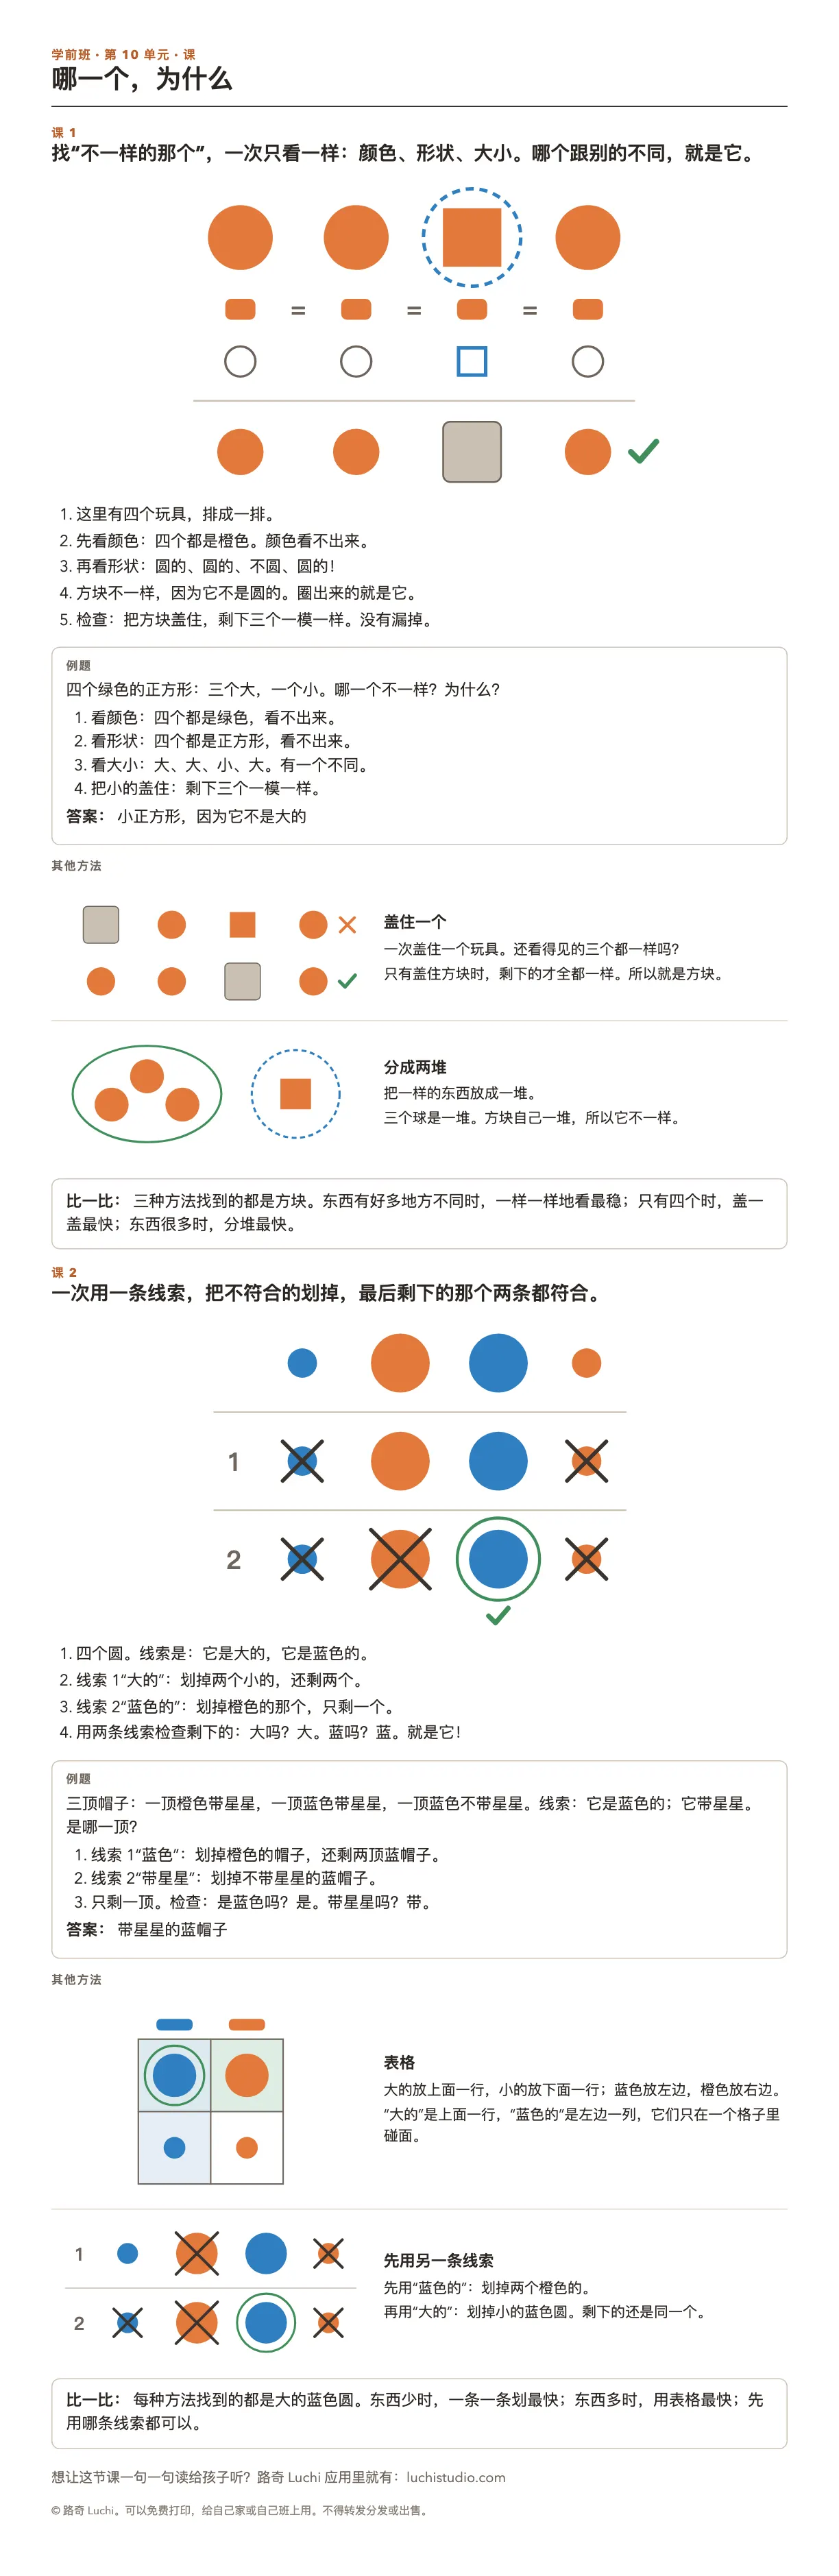 学前班 · 第 10 单元 · 课
哪一个，为什么
课 1
找“不一样的那个”，一次只看一样：颜色、形状、大小。哪个跟别的不同，就是它。
= = =
1. 这里有四个玩具，排成一排。
2. 先看颜色：四个都是橙色。颜色看不出来。
3. 再看形状：圆的、圆的、不圆、圆的！
4. 方块不一样，因为它不是圆的。圈出来的就是它。
5. 检查：把方块盖住，剩下三个一模一样。没有漏掉。
例题
四个绿色的正方形：三个大，一个小。哪一个不一样？为什么？
1. 看颜色：四个都是绿色，看不出来。
2. 看形状：四个都是正方形，看不出来。
3. 看大小：大、大、小、大。有一个不同。
4. 把小的盖住：剩下三个一模一样。
答案： 小正方形，因为它不是大的
其他方法
盖住一个
一次盖住一个玩具。还看得见的三个都一样吗？
只有盖住方块时，剩下的才全都一样。所以就是方块。
分成两堆
把一样的东西放成一堆。
三个球是一堆。方块自己一堆，所以它不一样。
比一比： 三种方法找到的都是方块。东西有好多地方不同时，一样一样地看最稳；只有四个时，盖一
盖最快；东西很多时，分堆最快。
课 2
一次用一条线索，把不符合的划掉，最后剩下的那个两条都符合。
1
2
1. 四个圆。线索是：它是大的，它是蓝色的。
2. 线索 1“大的”：划掉两个小的，还剩两个。
3. 线索 2“蓝色的”：划掉橙色的那个，只剩一个。
4. 用两条线索检查剩下的：大吗？大。蓝吗？蓝。就是它！
例题
三顶帽子：一顶橙色带星星，一顶蓝色带星星，一顶蓝色不带星星。线索：它是蓝色的；它带星星。
是哪一顶？
1. 线索 1“蓝色”：划掉橙色的帽子，还剩两顶蓝帽子。
2. 线索 2“带星星”：划掉不带星星的蓝帽子。
3. 只剩一顶。检查：是蓝色吗？是。带星星吗？带。
答案： 带星星的蓝帽子
其他方法
表格
大的放上面一行，小的放下面一行；蓝色放左边，橙色放右边。
“大的”是上面一行，“蓝色的”是左边一列，它们只在一个格子里
碰面。
1
2
先用另一条线索
先用“蓝色的”：划掉两个橙色的。
再用“大的”：划掉小的蓝色圆。剩下的还是同一个。
比一比： 每种方法找到的都是大的蓝色圆。东西少时，一条一条划最快；东西多时，用表格最快；先
用哪条线索都可以。
想让这节课一句一句读给孩子听？路奇 Luchi 应用里就有：luchistudio.com
© 路奇 Luchi。可以免费打印，给自己家或自己班上用。不得转发分发或出售。